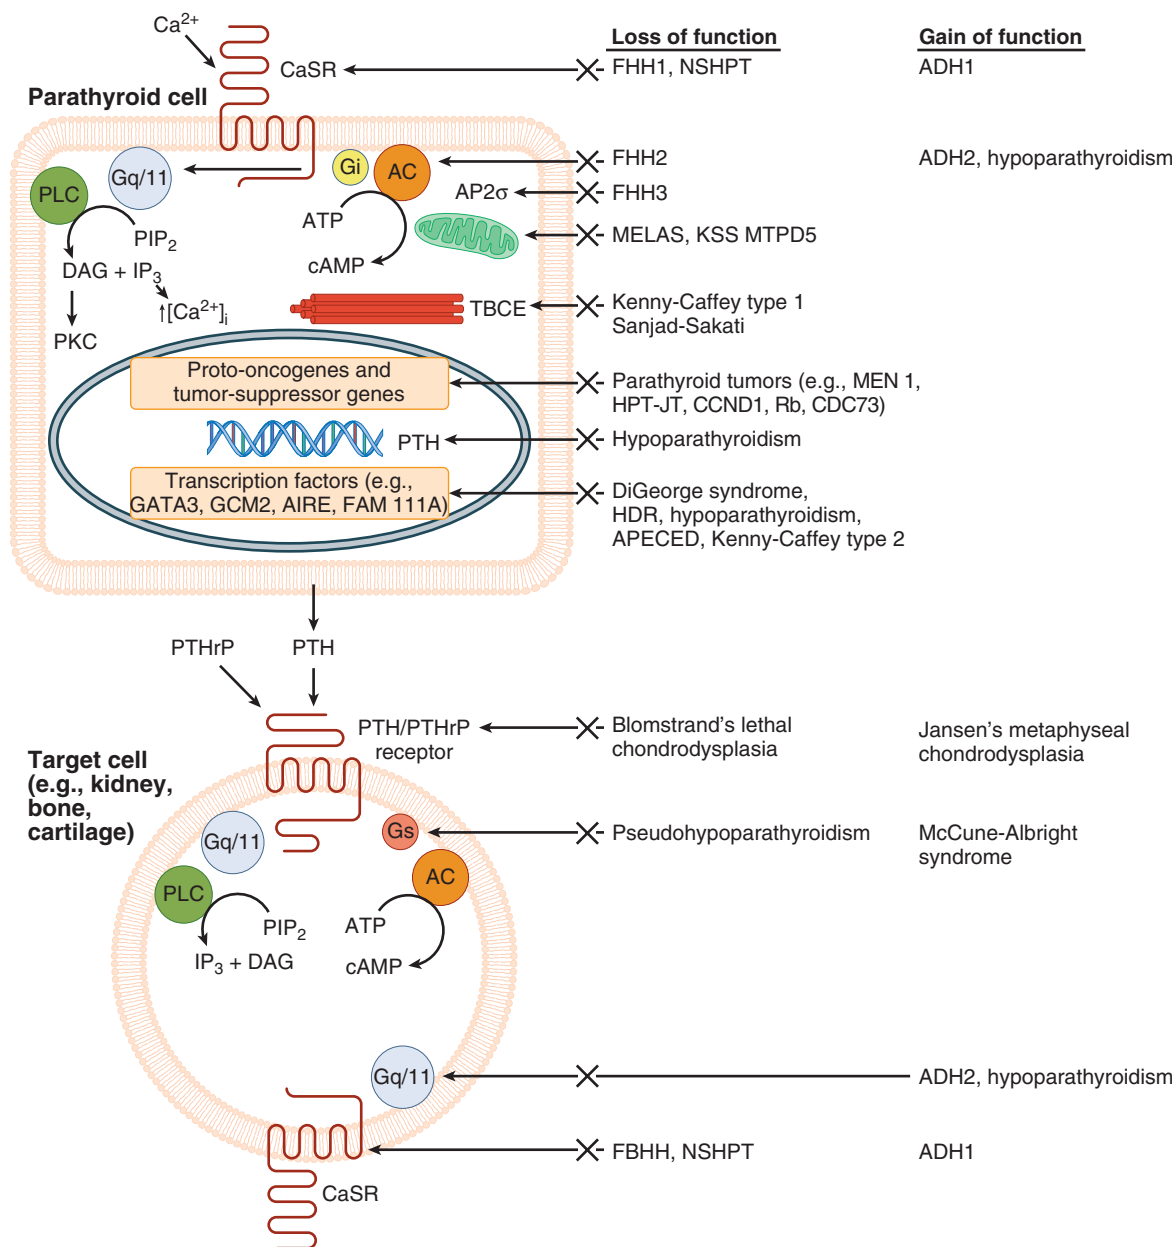 Ca2+
Loss of function
Gain of function
CaSR
FHH1, NSHPT
ADH1
Parathyroid cell
Gi
AC
FHH2
ADH2, hypoparathyroidism
Gq/11
PLC
AP2σ
FHH3
ATP
PIP2
MELAS, KSS MTPD5
DAG + IP3
cAMP
↑[Ca2+]i
PKC
TBCE
Kenny-Caffey type 1
Sanjad-Sakati
Proto-oncogenes and
tumor-suppressor genes
Parathyroid tumors (e.g., MEN 1,
HPT-JT, CCND1, Rb, CDC73)
PTH
Hypoparathyroidism
Transcription factors (e.g.,
GATA3, GCM2, AIRE, FAM 111A)
DiGeorge syndrome,
HDR, hypoparathyroidism,
APECED, Kenny-Caffey type 2
PTHrP
PTH
PTH/PTHrP
receptor
Blomstrand's lethal
chondrodysplasia
Jansen's metaphyseal
chondrodysplasia
Target cell
(e.g., kidney,
bone,
cartilage)
Gq/11
Gs
Pseudohypoparathyroidism
McCune-Albright
syndrome
PLC
AC
PIP2
ATP
IP3 + DAG
cAMP
Gq/11
ADH2, hypoparathyroidism
FBHH, NSHPT
ADH1
CaSR